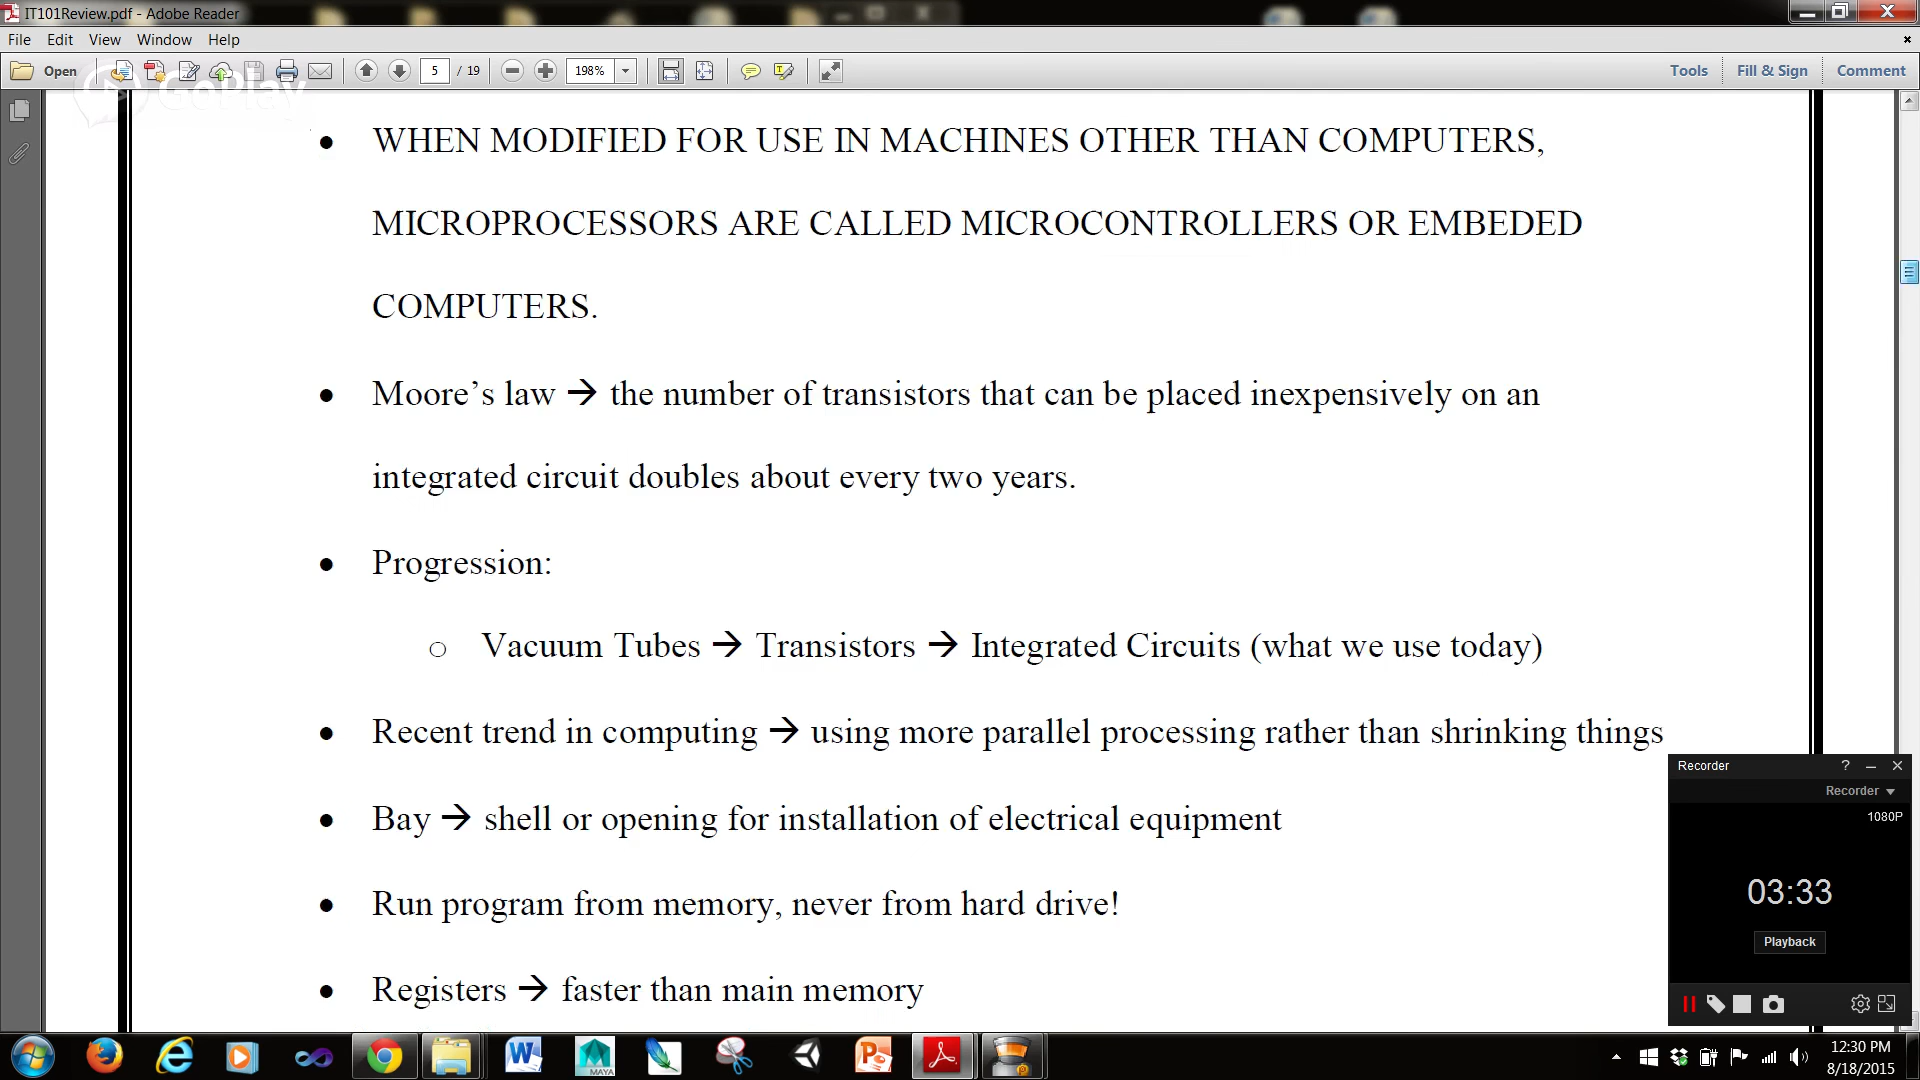 IT101Review.pdf - Adobe Reader
File Edit View Window Help
Open 5 / 19 198% Tools Fill & Sign Comment
GoPlay
• WHEN MODIFIED FOR USE IN MACHINES OTHER THAN COMPUTERS,
MICROPROCESSORS ARE CALLED MICROCONTROLLERS OR EMBEDED
COMPUTERS.
• Moore’s law → the number of transistors that can be placed inexpensively on an
integrated circuit doubles about every two years.
• Progression:
o Vacuum Tubes → Transistors → Integrated Circuits (what we use today)
• Recent trend in computing → using more parallel processing rather than shrinking things
• Bay → shell or opening for installation of electrical equipment
• Run program from memory, never from hard drive!
• Registers → faster than main memory
Recorder
Recorder
1080P
03:33
Playback
MAYA
12:30 PM
8/18/2015